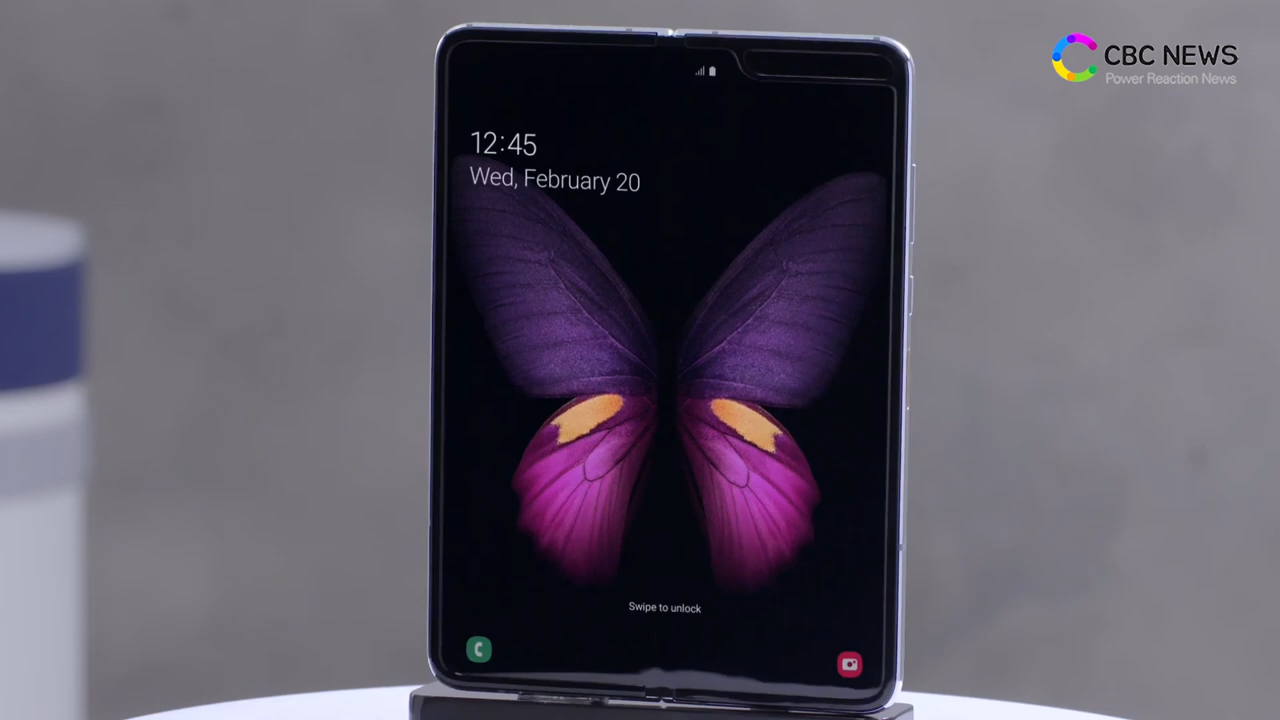 CBC NEWS
Power Reaction News
12:45
Wed, February 20
Swipe to unlock